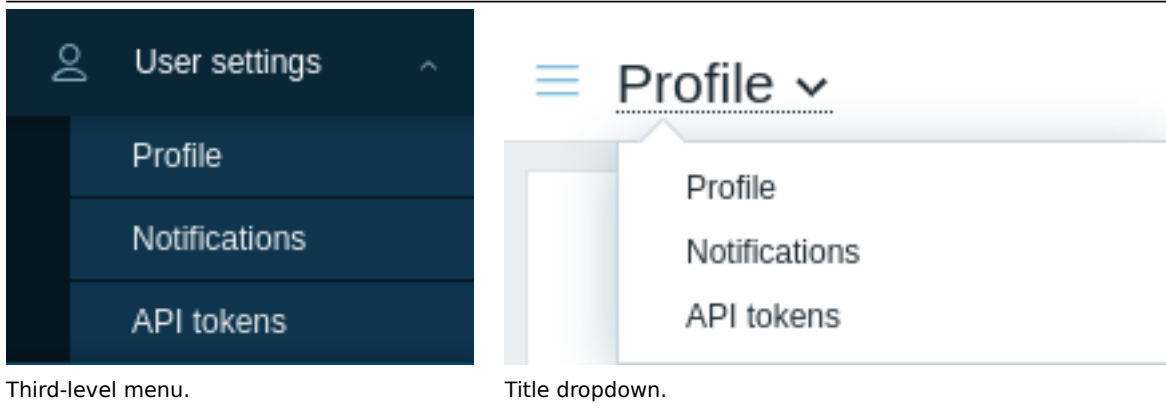 User settings
Profile
Notifications
API tokens
Third-level menu.
Profile
Profile
Notifications
API tokens
Title dropdown.